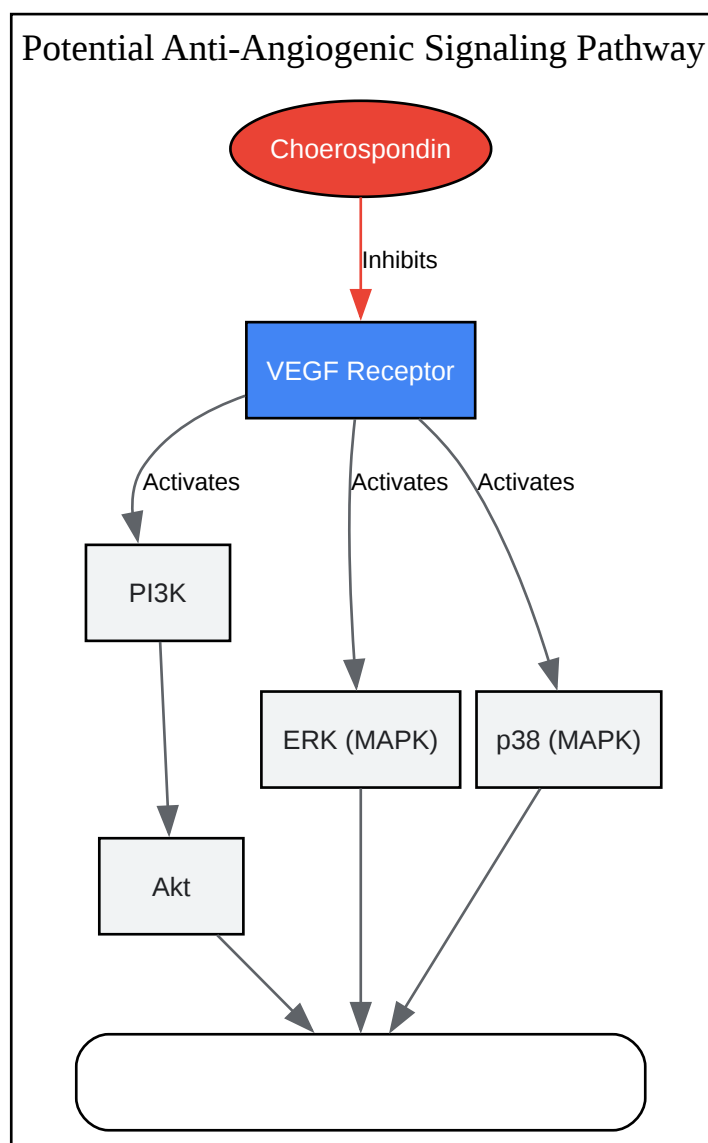 Potential Anti-Angiogenic Signaling Pathway
Choerospondin
Inhibits
VEGF Receptor
Activates
Activates
Activates
PI3K
ERK (MAPK)
p38 (MAPK)
Akt